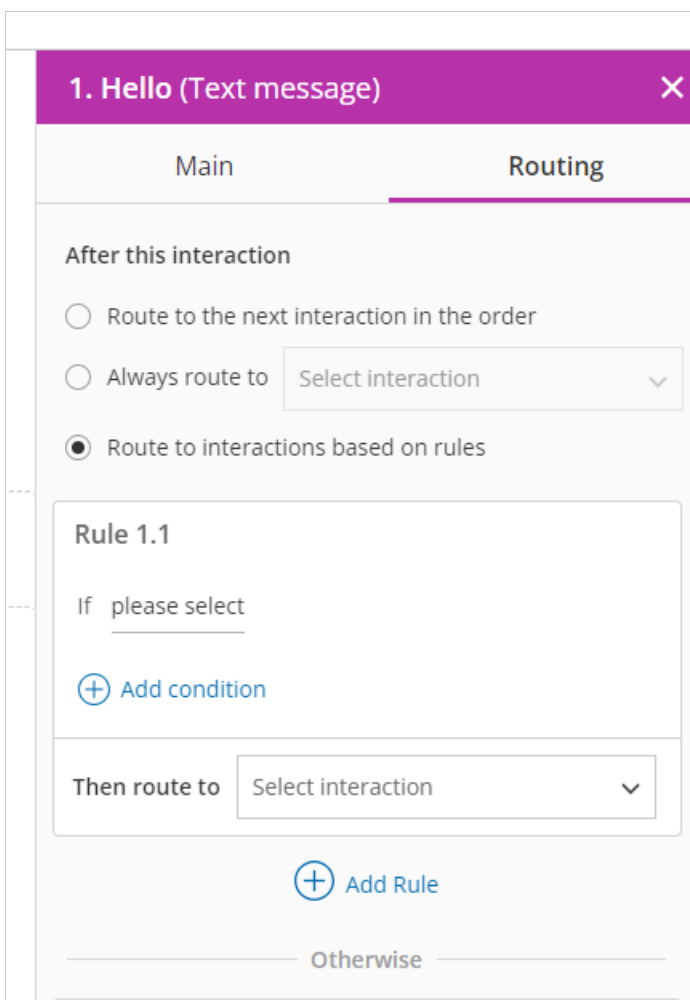 1. Hello (Text message)
Main Routing
After this interaction
Route to the next interaction in the order
Always route to Select interaction
Route to interactions based on rules
Rule 1.1
If please select
Add condition
Then route to Select interaction
Add Rule
Otherwise